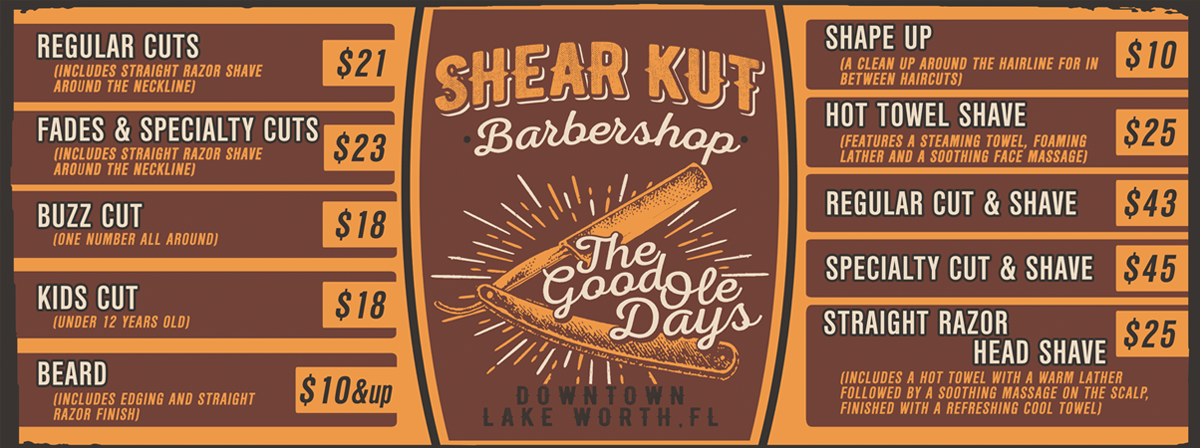 REGULAR CUTS
(INCLUDES STRAIGHT RAZOR SHAVE
AROUND THE NECKLINE)
$21
FADES & SPECIALTY CUTS
(INCLUDES STRAIGHT RAZOR SHAVE
AROUND THE NECKLINE)
$23
BUZZ CUT
(ONE NUMBER ALL AROUND)
$18
KIDS CUT
(UNDER 12 YEARS OLD)
$18
BEARD
(INCLUDES EDGING AND STRAIGHT
RAZOR FINISH)
$10&up
SHEAR KUT
Barbershop
The
Good Ole
Days
DOWNTOWN
LAKE WORTH, FL
SHAPE UP
(A CLEAN UP AROUND THE HAIRLINE FOR IN
BETWEEN HAIRCUTS)
$10
HOT TOWEL SHAVE
(FEATURES A STEAMING TOWEL, FOAMING
LATHER AND A SOOTHING FACE MASSAGE)
$25
REGULAR CUT & SHAVE
$43
SPECIALTY CUT & SHAVE
$45
STRAIGHT RAZOR
HEAD SHAVE
$25
(INCLUDES A HOT TOWEL WITH A WARM LATHER
FOLLOWED BY A SOOTHING MASSAGE ON THE SCALP,
FINISHED WITH A REFRESHING COOL TOWEL)